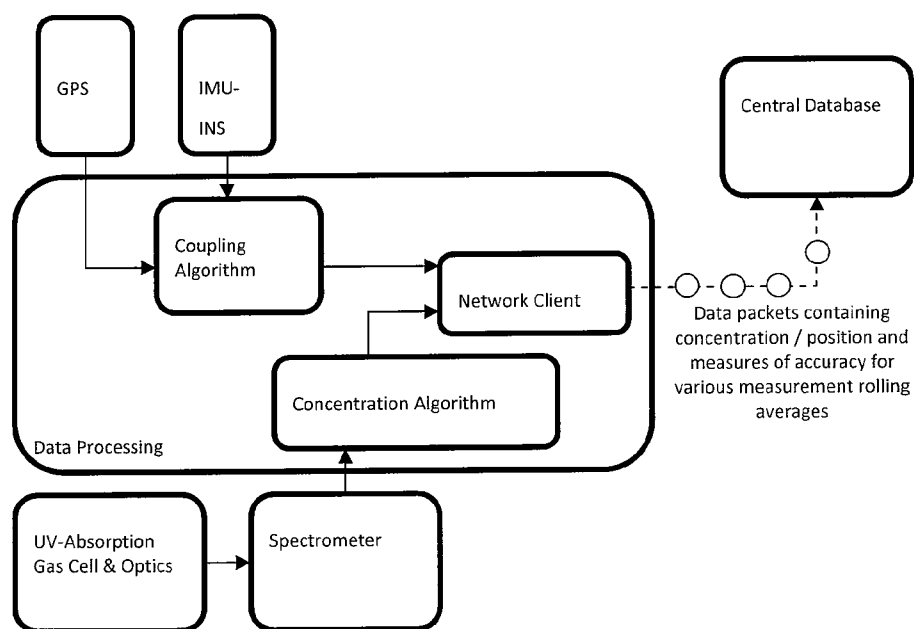 GPS
IMU-
INS
Central Database
Coupling
Algorithm
Network Client
Data packets containing
concentration / position and
measures of accuracy for
various measurement rolling
averages
Concentration Algorithm
Data Processing
UV-Absorption
Gas Cell & Optics
Spectrometer